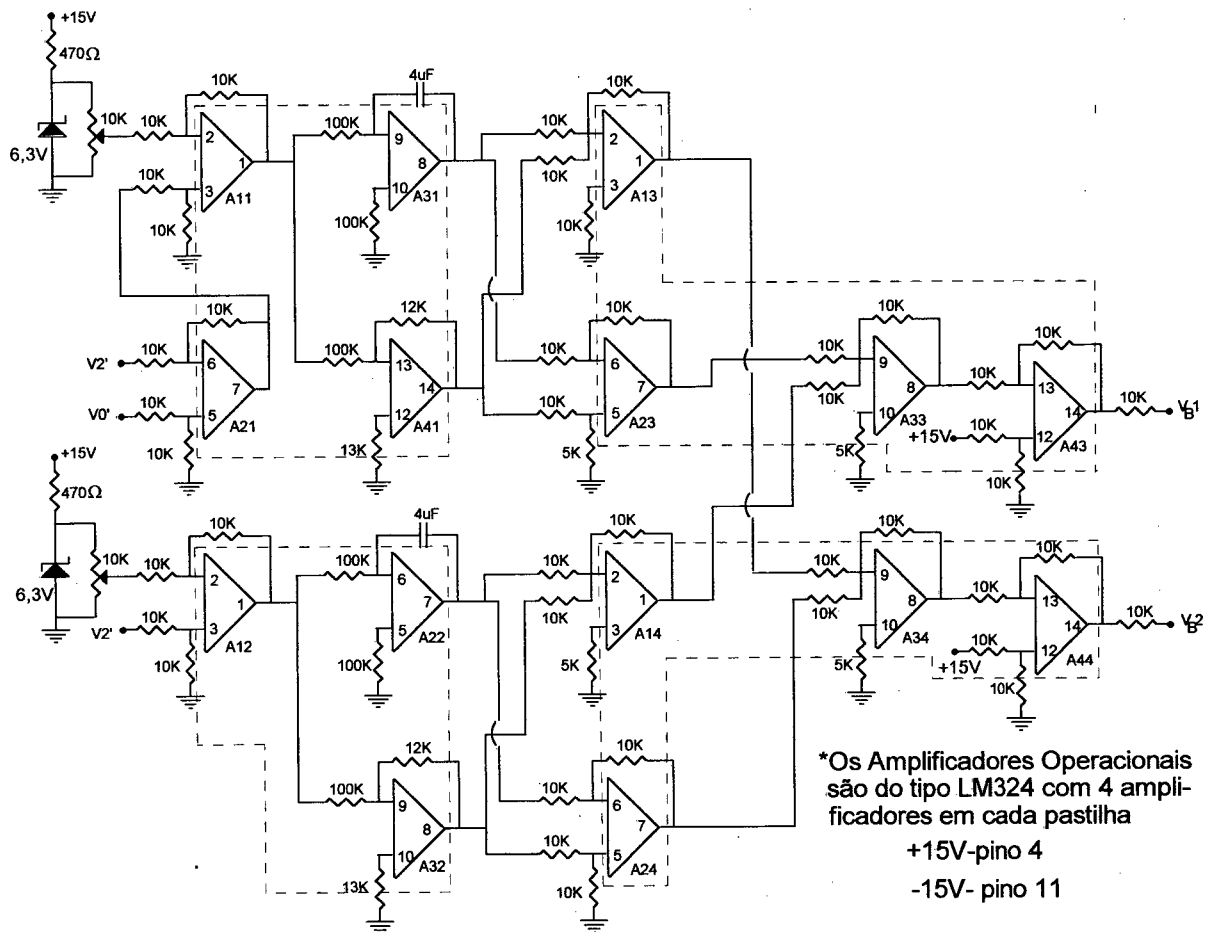 +15V
470Ω
10K
6,3V
10K
10K
2
3
1
A11
10K
10K
100K
4uF
9
8
10
A31
100K
10K
10K
10K
2
1
3
A13
10K
V2'
10K
10K
6
7
5
A21
V0'
10K
10K
100K
12K
13
14
12
A41
13K
10K
10K
6
7
5
A23
10K
5K
10K
10K
10K
9
8
10
A33
5K
10K
10K
13
14
12
A43
+15V
10K
10K
10K
VB1
+15V
470Ω
10K
6,3V
10K
10K
2
1
3
A12
V2'
10K
10K
100K
4uF
6
7
5
A22
100K
10K
10K
10K
2
1
3
A14
5K
10K
10K
10K
9
8
10
A34
5K
10K
10K
13
14
12
A44
10K
+15V
10K
10K
VB2
100K
12K
9
8
10
A32
13K
10K
10K
6
7
5
A24
10K
10K
*Os Amplificadores Operacionais
são do tipo LM324 com 4 ampli-
ficadores em cada pastilha
+15V-pino 4
-15V- pino 11